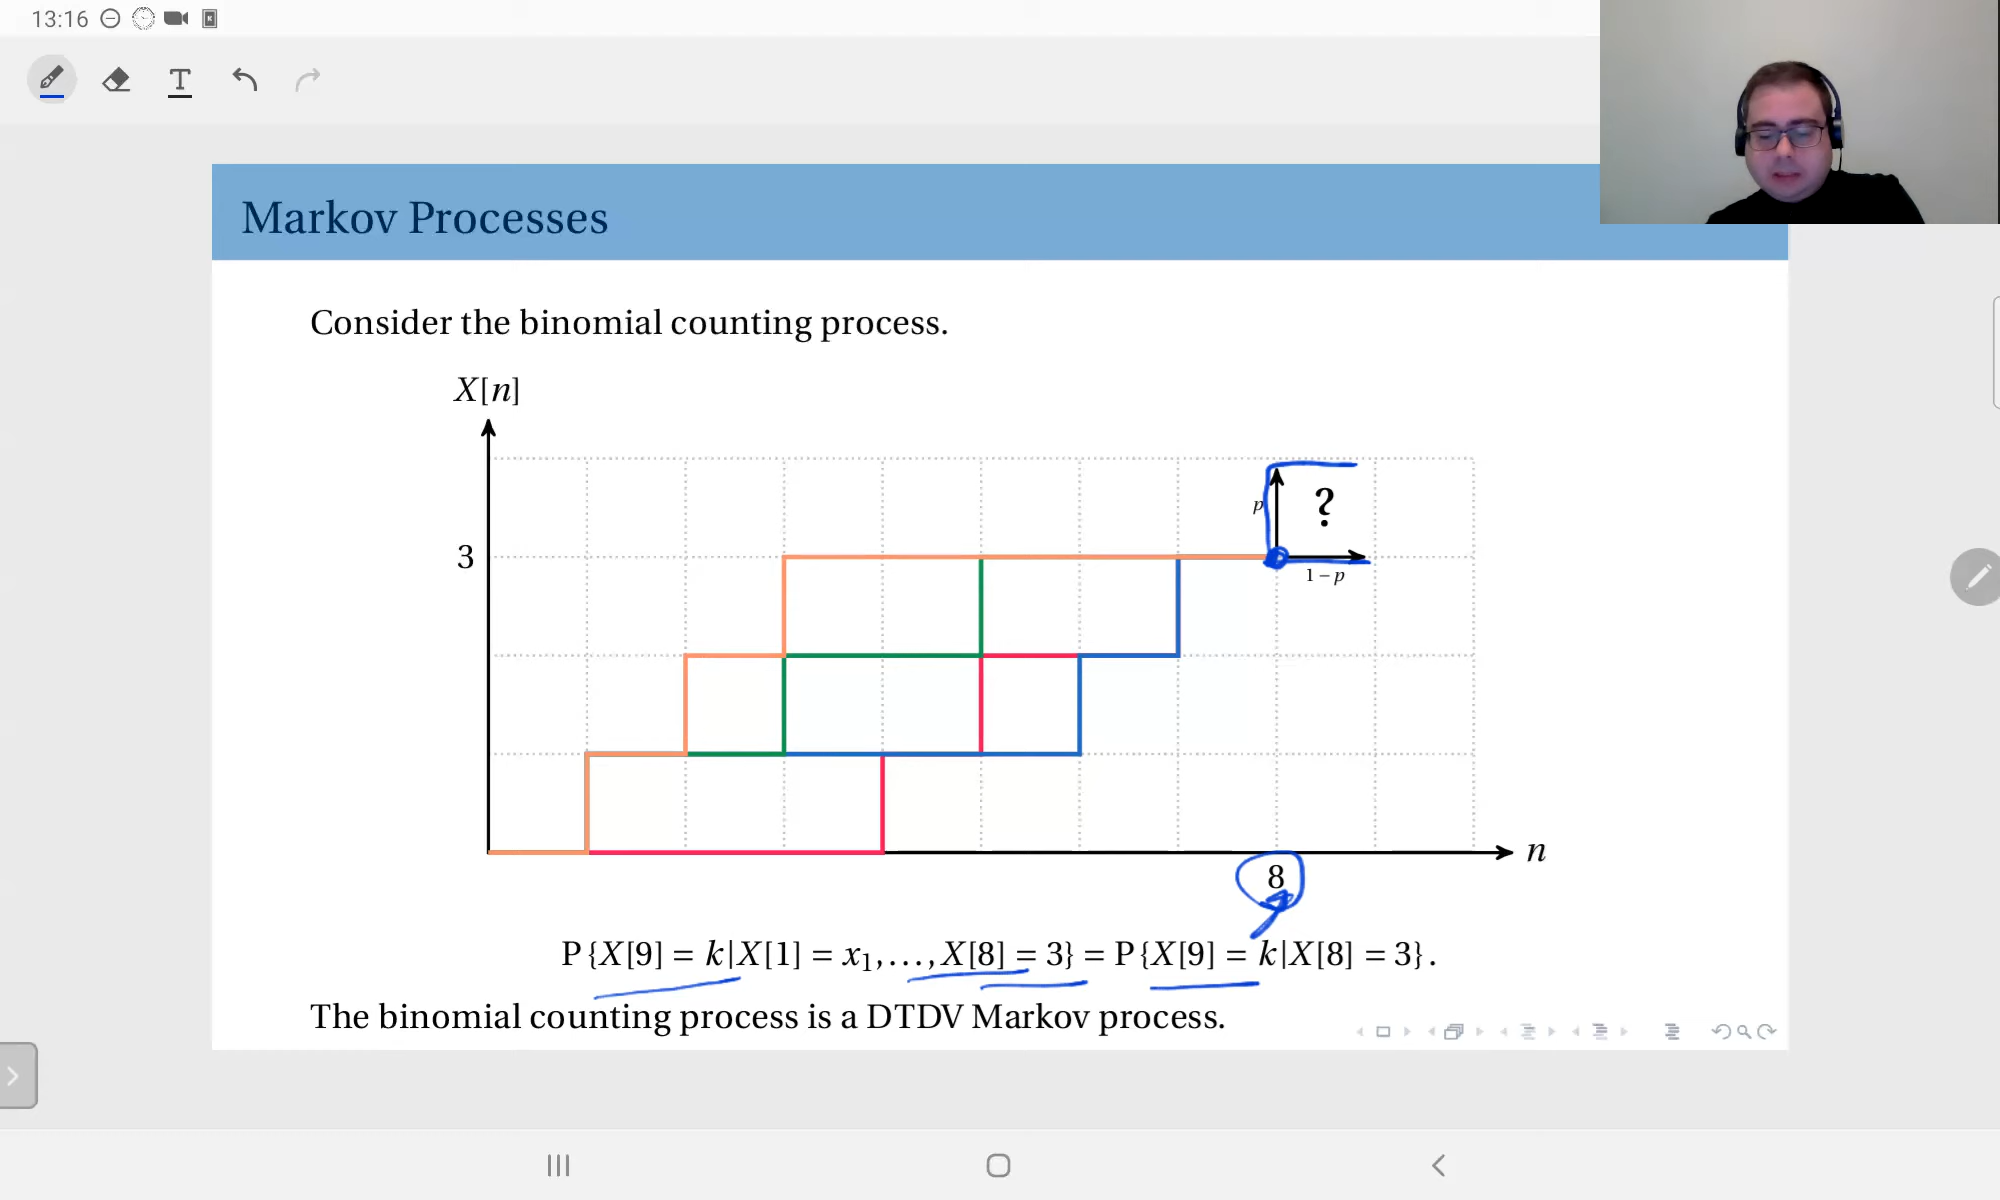 13:16
Markov Processes
Consider the binomial counting process.
X[n]
p
?
3
1 − p
n
8
P{X[9] = k|X[1] = x₁,…,X[8] = 3} = P{X[9] = k|X[8] = 3}.
The binomial counting process is a DTDV Markov process.